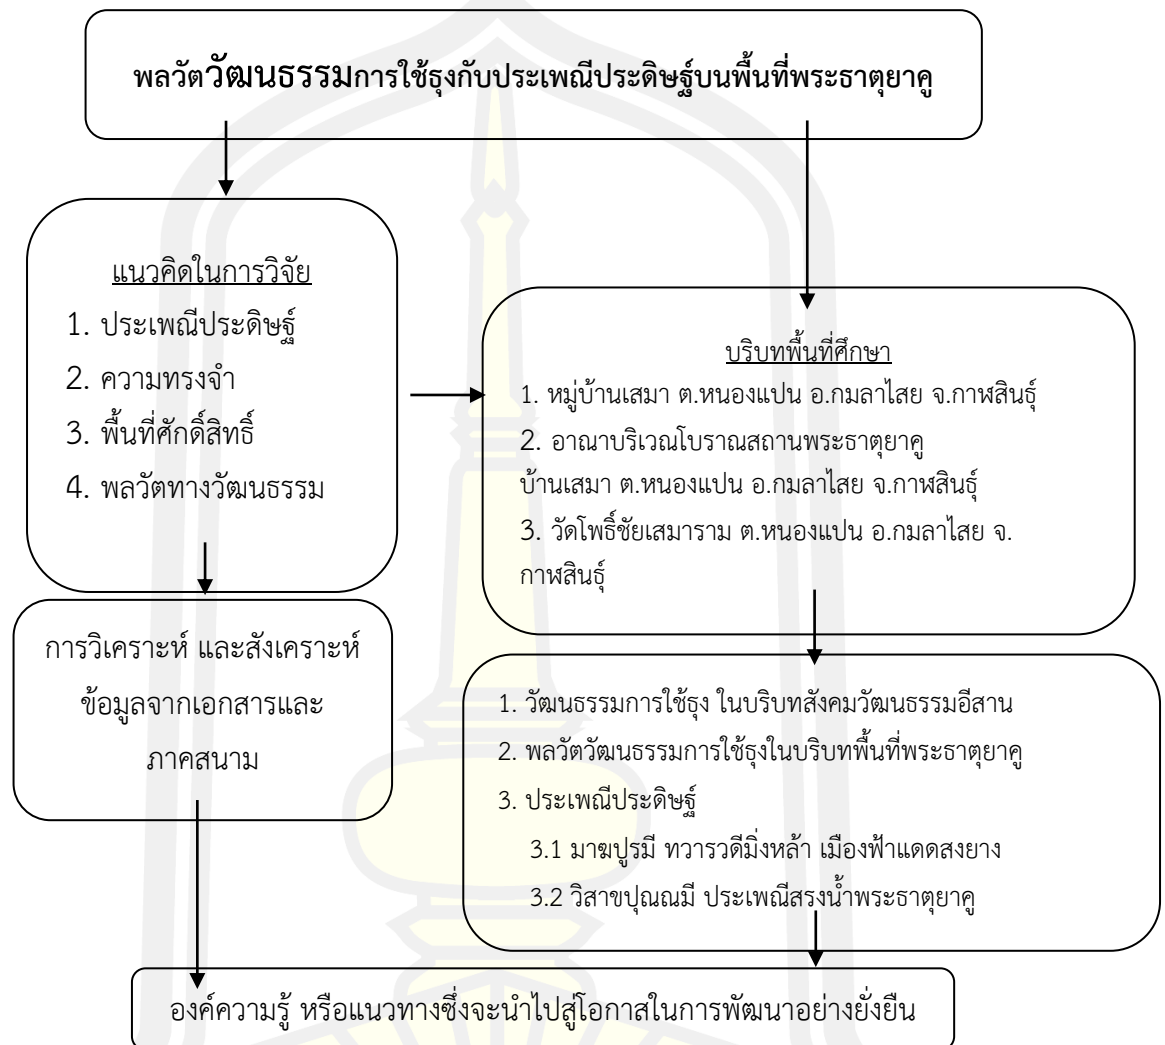 พลวัตวัฒนธรรมการใช้ธุงกับประเพณีประดิษฐ์บนพื้นที่พระธาตุยาคู
แนวคิดในการวิจัย
1. ประเพณีประดิษฐ์
2. ความทรงจำ
3. พื้นที่ศักดิ์สิทธิ์
4. พลวัตทางวัฒนธรรม
บริบทพื้นที่ศึกษา
1. หมู่บ้านเสมา ต.หนองแปน อ.กมลาไสย จ.กาฬสินธุ์
2. อาณาบริเวณโบราณสถานพระธาตุยาคู
บ้านเสมา ต.หนองแปน อ.กมลาไสย จ.กาฬสินธุ์
3. วัดโพธิ์ชัยเสมาราม ต.หนองแปน อ.กมลาไสย จ.
กาฬสินธุ์
การวิเคราะห์ และสังเคราะห์
ข้อมูลจากเอกสารและ
ภาคสนาม
1. วัฒนธรรมการใช้ธุง ในบริบทสังคมวัฒนธรรมอีสาน
2. พลวัตวัฒนธรรมการใช้ธุงในบริบทพื้นที่พระธาตุยาคู
3. ประเพณีประดิษฐ์
3.1 มาฆปูรมี ทวารวดีมิ่งหล้า เมืองฟ้าแดดสงยาง
3.2 วิสาขปุณณมี ประเพณีสรงน้ำพระธาตุยาคู
องค์ความรู้ หรือแนวทางซึ่งจะนำไปสู่โอกาสในการพัฒนาอย่างยั่งยืน